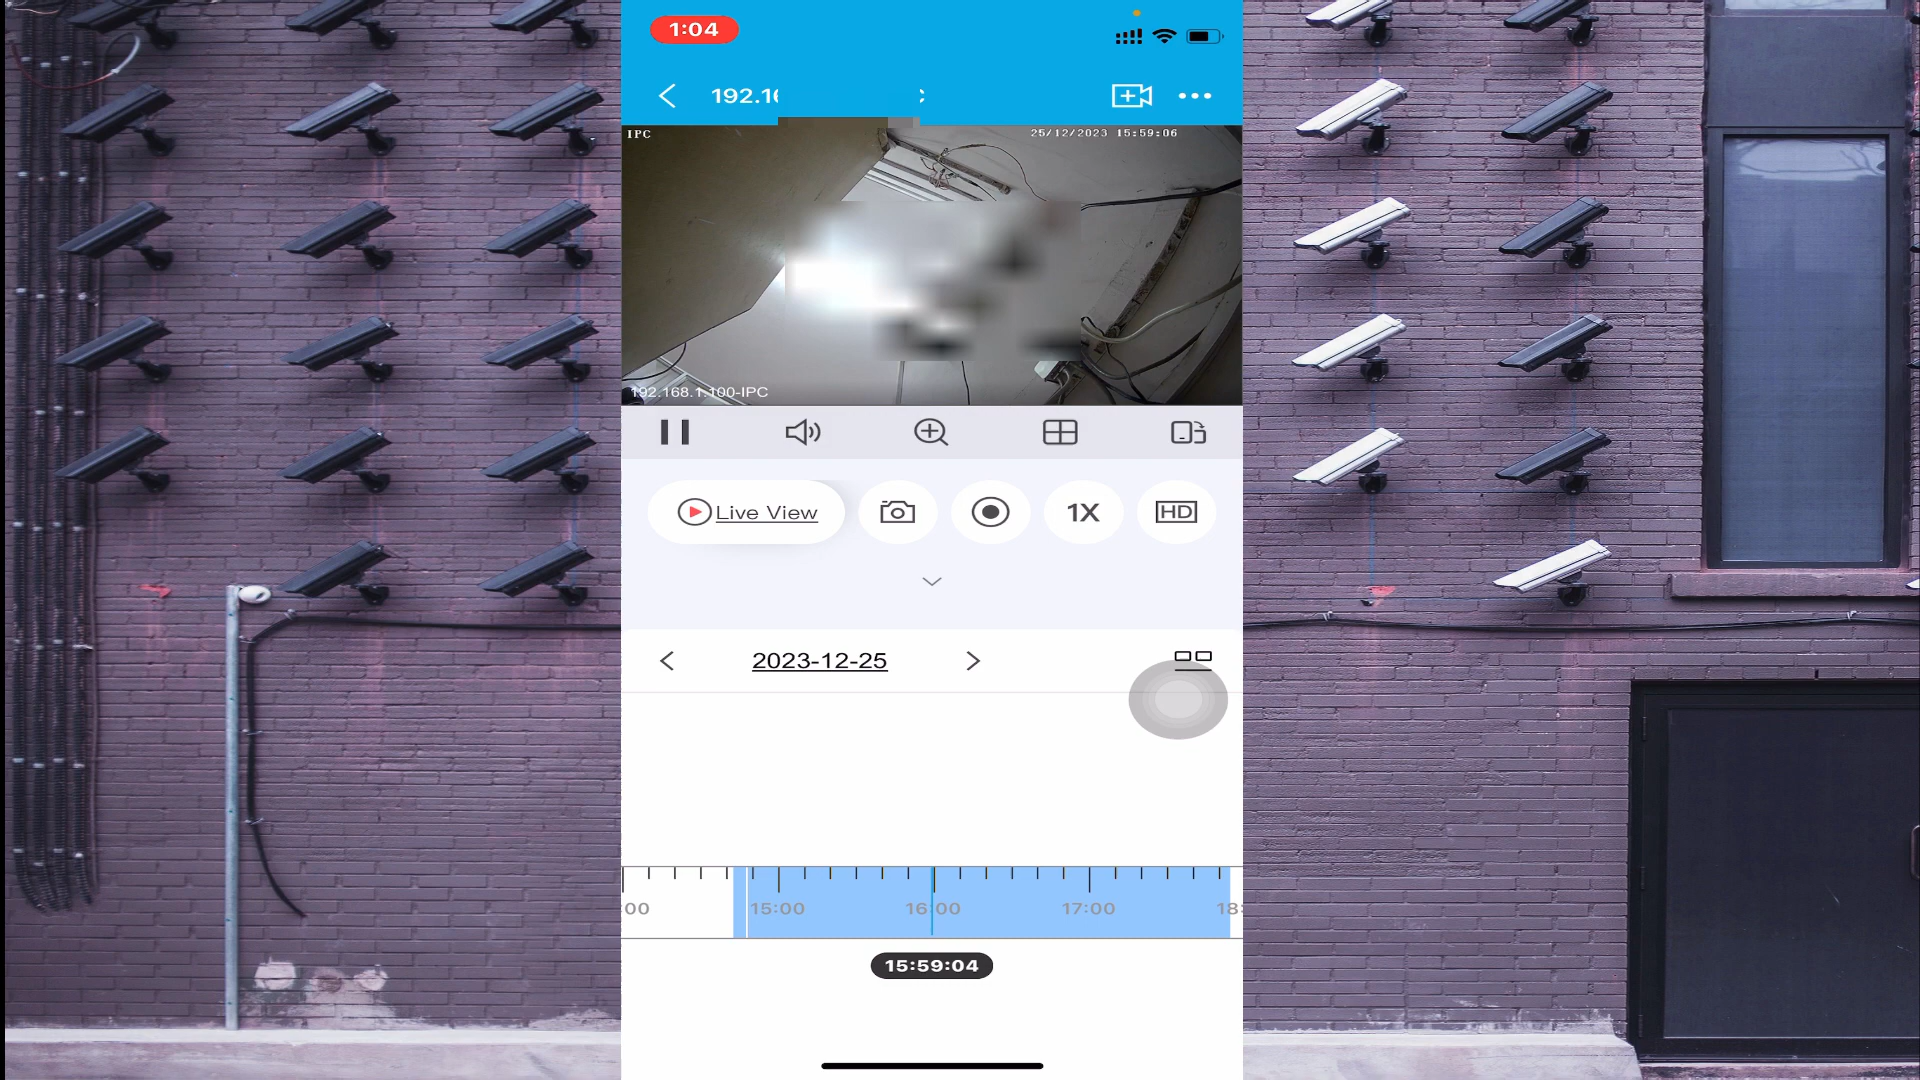 1:04
192.1
IPC
25/12/2023 15:59:06
192.168.1.100-IPC
Live View
1X
HD
2023-12-25
:00
15:00
16:00
17:00
18:
15:59:04